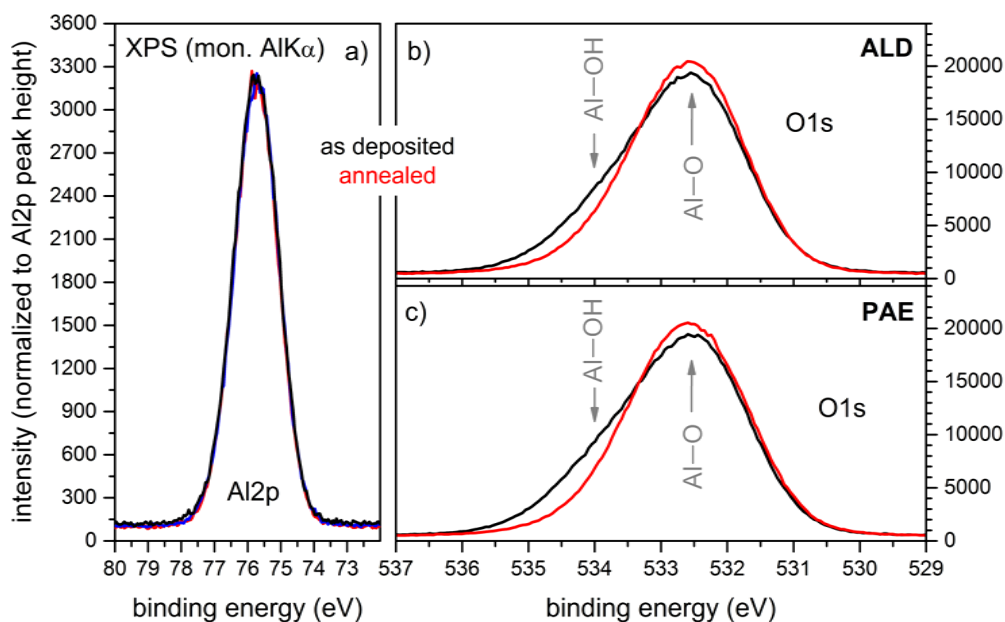 XPS (mon. AlKα) a)
as deposited
annealed
Al2p
intensity (normalized to Al2p peak height)
3600
3300
3000
2700
2400
2100
1800
1500
1200
900
600
300
0
80 79 78 77 76 75 74 73
binding energy (eV)
b)
ALD
Al—OH
Al—O
O1s
20000
15000
10000
5000
0
c)
PAE
Al—OH
Al—O
O1s
20000
15000
10000
5000
0
537 536 535 534 533 532 531 530 529
binding energy (eV)